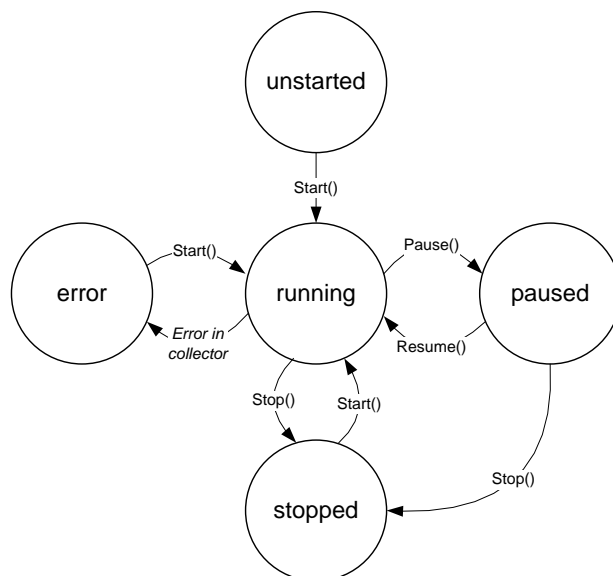 unstarted
Start()
Start()
Pause()
error
running
paused
Error in
collector
Resume()
Stop()
Start()
Stop()
stopped